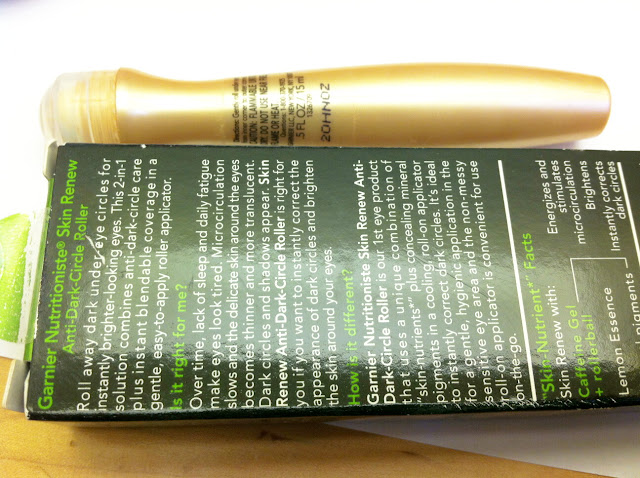 FLAMMABLE
DO NOT USE NEAR
OR HEAT
.5 FL OZ / 15 ml
20HN0Z
Garnier Nutritioniste® Skin Renew
Anti-Dark-Circle Roller
Roll away dark under-eye circles for
instantly brighter-looking eyes. This 2-in-1
solution combines anti-dark-circle care
plus instant blendable coverage in a
gentle, easy-to-apply roller applicator.
Is it right for me?
Over time, lack of sleep and daily fatigue
make eyes look tired. Microcirculation
slows and the delicate skin around the eyes
becomes thinner and more translucent.
Dark circles and shadows appear. Skin
Renew Anti-Dark-Circle Roller is right for
you if you want to instantly correct the
appearance of dark circles and brighten
the skin around your eyes.
How is it different?
Garnier Nutritioniste Skin Renew Anti-
Dark-Circle Roller is our 1st eye product
that uses a unique combination of
"skin nutrients*" plus concealing mineral
pigments in a cooling, roll-on applicator
to instantly correct dark circles. It's ideal
for a gentle, hygienic application in the
sensitive eye area and the non-messy
roll-on applicator is convenient for use
on-the-go.
"Skin-Nutrient*" Facts
Skin Renew with:
Caffeine Gel
+ rollerball
Energizes and
stimulates
microcirculation
Lemon Essence
Brightens
Instantly corrects
dark circles